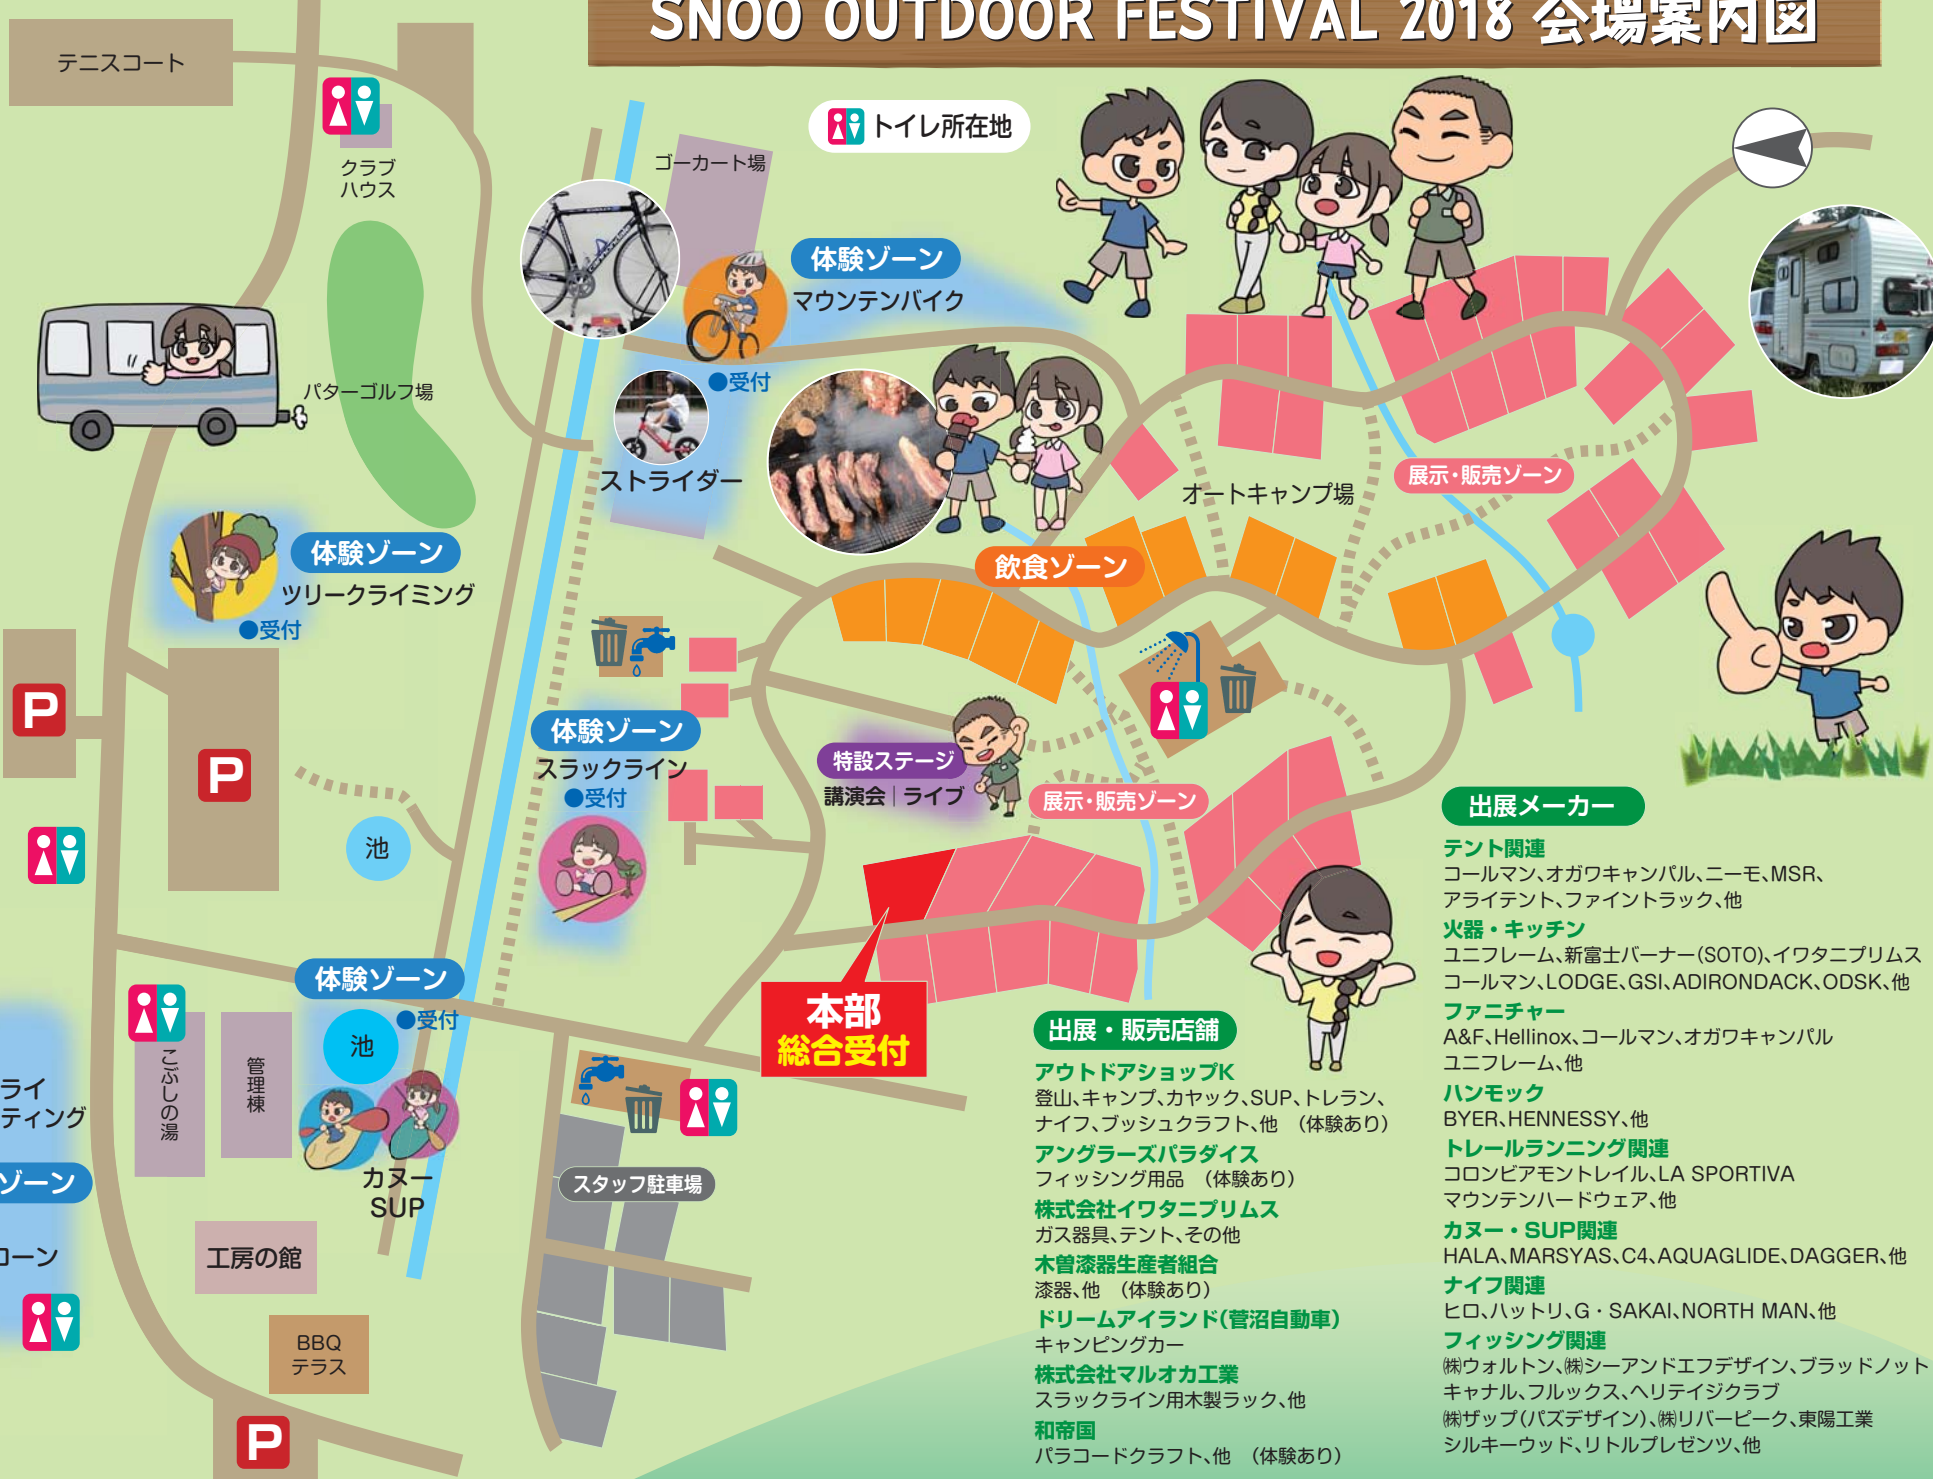 SNOO OUTDOOR FESTIVAL 2018 会場案内図
テニスコート
クラブ
ハウス
トイレ所在地
ゴーカート場
体験ゾーン
マウンテンバイク
●受付
パターゴルフ場
ストライダー
オートキャンプ場
展示・販売ゾーン
体験ゾーン
ツリークライミング
●受付
飲食ゾーン
P
P
体験ゾーン
スラックライン
●受付
特設ステージ
講演会｜ライブ
展示・販売ゾーン
池
体験ゾーン
●受付
池
カヌー
SUP
こぶしの湯
管理棟
本部
総合受付
ライ
ティング
ゾーン
ローン
工房の館
スタッフ駐車場
BBQ
テラス
P
出展・販売店舗
アウトドアショップK
登山、キャンプ、カヤック、SUP、トレラン、
ナイフ、ブッシュクラフト、他　（体験あり）
アングラーズパラダイス
フィッシング用品　（体験あり）
株式会社イワタニプリムス
ガス器具、テント、その他
木曽漆器生産者組合
漆器、他　（体験あり）
ドリームアイランド（菅沼自動車）
キャンピングカー
株式会社マルオカ工業
スラックライン用木製ラック、他
和帝国
パラコードクラフト、他　（体験あり）
出展メーカー
テント関連
コールマン、オガワキャンパル、ニーモ、MSR、
アライテント、ファイントラック、他
火器・キッチン
ユニフレーム、新富士バーナー(SOTO)、イワタニプリムス
コールマン、LODGE、GSI、ADIRONDACK、ODSK、他
ファニチャー
A&F、Hellinox、コールマン、オガワキャンパル
ユニフレーム、他
ハンモック
BYER、HENNESSY、他
トレールランニング関連
コロンビアモントレイル、LA SPORTIVA
マウンテンハードウェア、他
カヌー・SUP関連
HALA、MARSYAS、C4、AQUAGLIDE、DAGGER、他
ナイフ関連
ヒロ、ハットリ、G・SAKAI、NORTH MAN、他
フィッシング関連
㈱ウォルトン、㈱シーアンドエフデザイン、ブラッドノット
キャナル、フルックス、ヘリテイジクラブ
㈱ザップ（パズデザイン）、㈱リバーピーク、東陽工業
シルキーウッド、リトルプレゼンツ、他